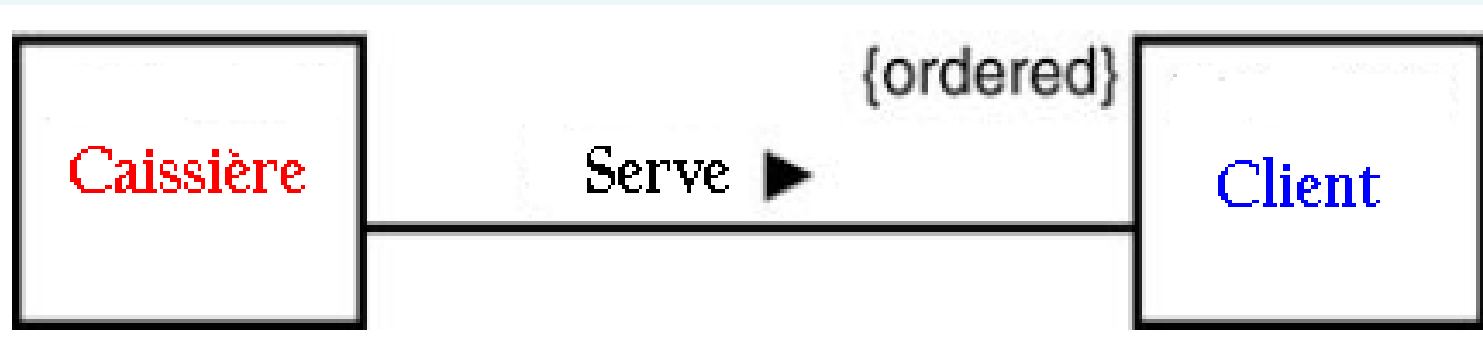 {ordered}
Caissière
Serve ▶
Client